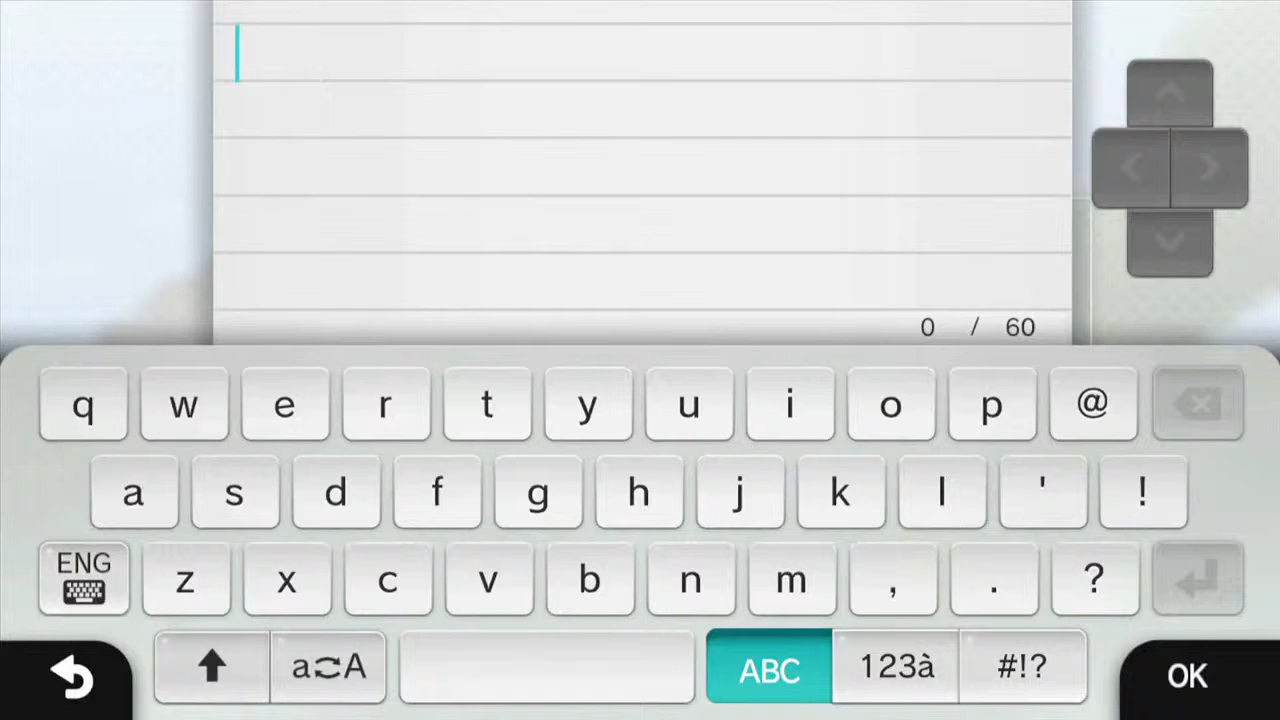 0 / 60
q w e r t y u i o p @
a s d f g h j k l ' !
ENG z x c v b n m , . ?
a A ABC 123à #!? OK